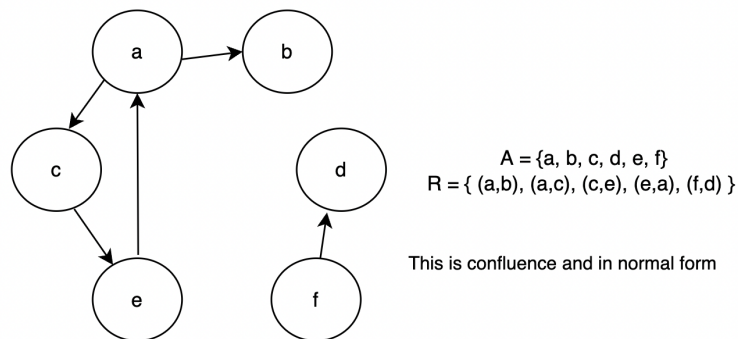 a
b
c
d
A = {a, b, c, d, e, f}
R = { (a,b), (a,c), (c,e), (e,a), (f,d) }
This is confluence and in normal form
e
f